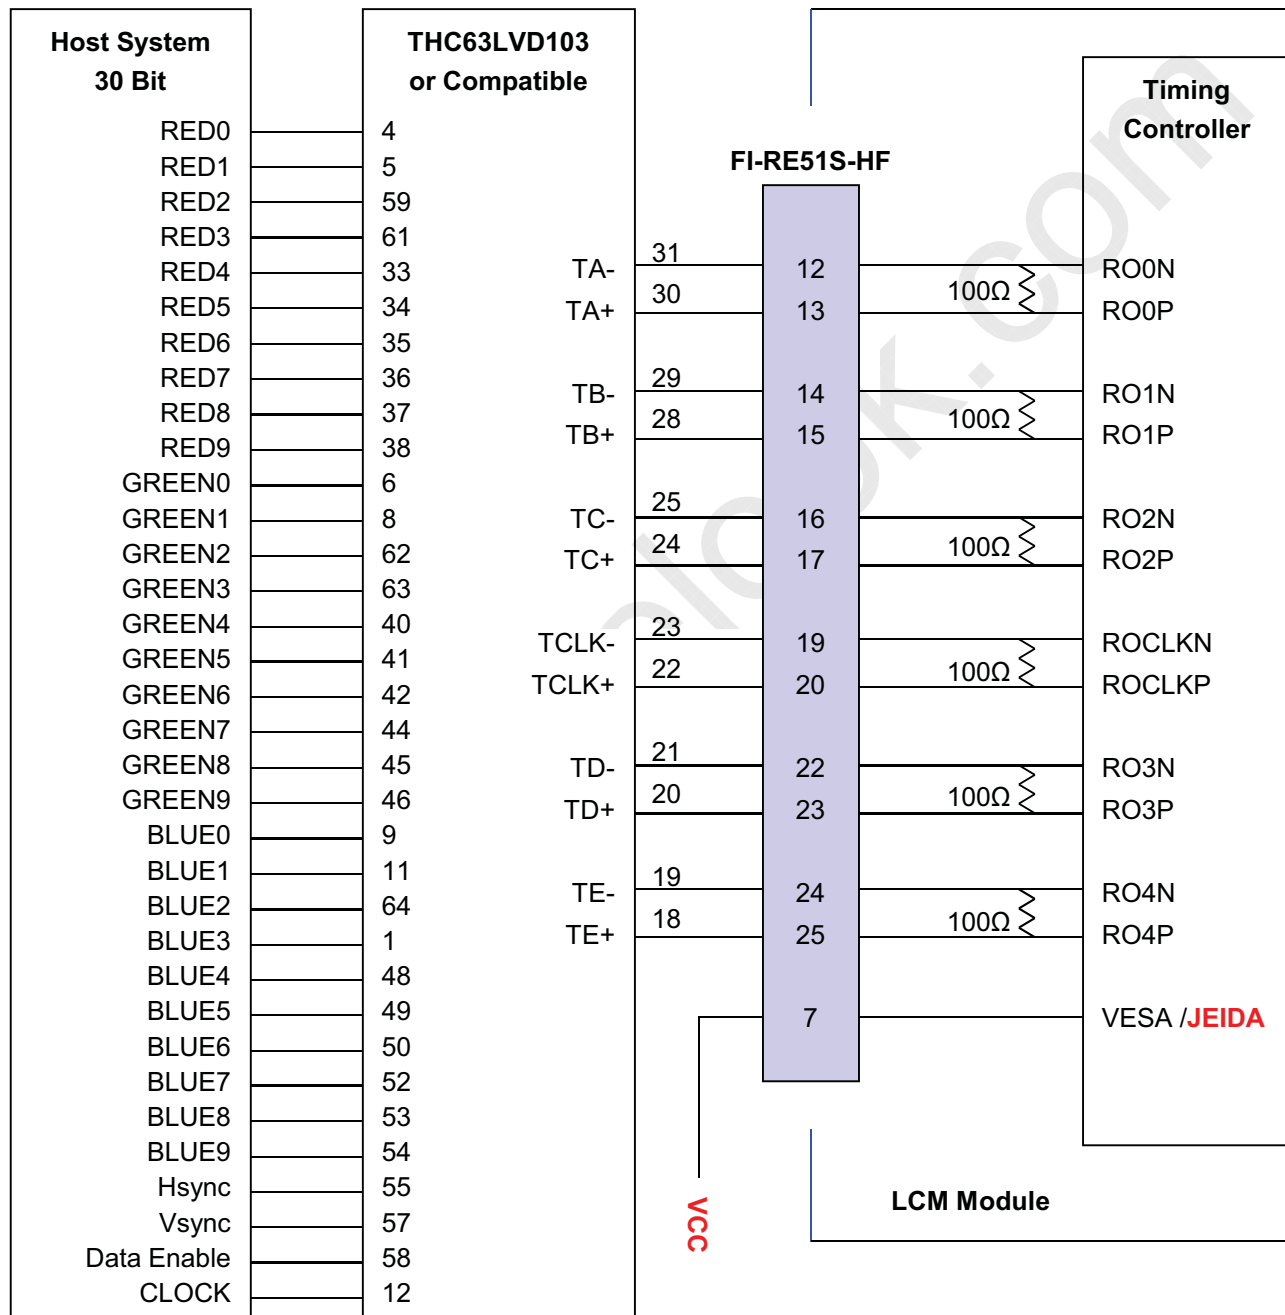 Host System
30 Bit
RED0
RED1
RED2
RED3
RED4
RED5
RED6
RED7
RED8
RED9
GREEN0
GREEN1
GREEN2
GREEN3
GREEN4
GREEN5
GREEN6
GREEN7
GREEN8
GREEN9
BLUE0
BLUE1
BLUE2
BLUE3
BLUE4
BLUE5
BLUE6
BLUE7
BLUE8
BLUE9
Hsync
Vsync
Data Enable
CLOCK
THC63LVD103
or Compatible
4
5
59
61
33
34
35
36
37
38
6
8
62
63
40
41
42
44
45
46
9
11
64
1
48
49
50
52
53
54
55
57
58
12
TA-
TA+
TB-
TB+
TC-
TC+
TCLK-
TCLK+
TD-
TD+
TE-
TE+
31
30
29
28
25
24
23
22
21
20
19
18
VCC
FI-RE51S-HF
12
13
14
15
16
17
19
20
22
23
24
25
7
100Ω
100Ω
100Ω
100Ω
100Ω
100Ω
Timing
Controller
RO0N
RO0P
RO1N
RO1P
RO2N
RO2P
ROCLKN
ROCLKP
RO3N
RO3P
RO4N
RO4P
VESA /JEIDA
LCM Module